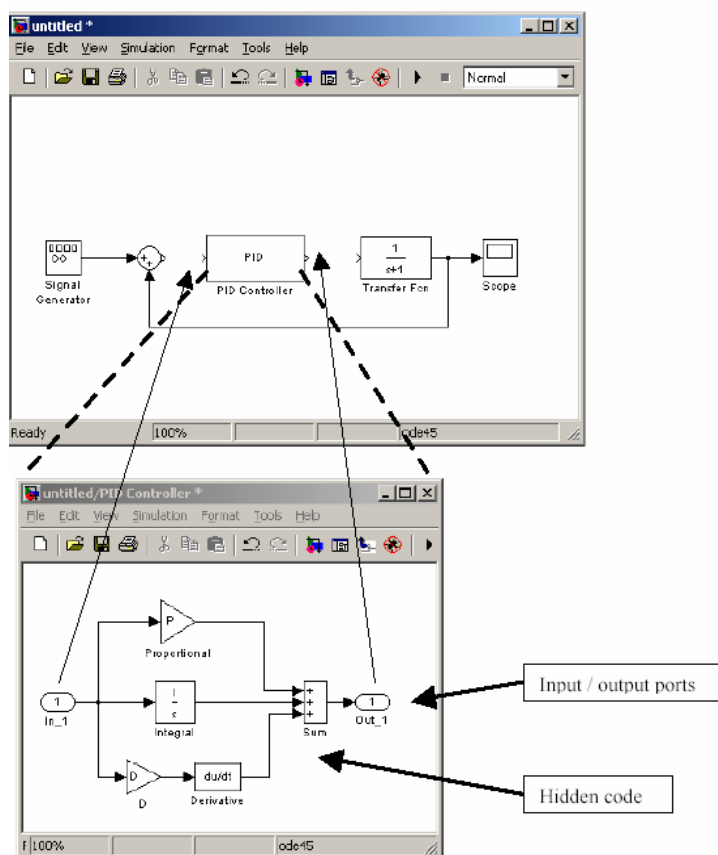 untitled *
File Edit View Simulation Format Tools Help
Normal
PID
1
s+1
Signal
Generator
PID Controller
Transfer Fcn
Scope
Ready 100% ode45
untitled/PID Controller *
File Edit View Simulation Format Tools Help
P
Proportional
1
In_1
s
Integral
Sum
1
Out_1
D
D
du/dt
Derivative
Input / output ports
Hidden code
100% ode45